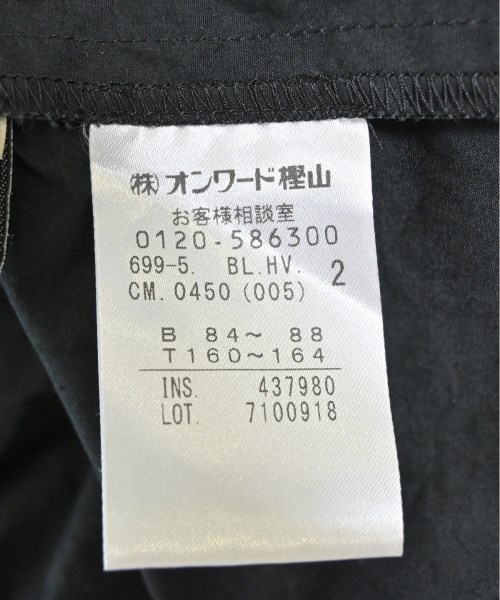 (株)オンワード樫山
お客様相談室
0120-586300
699-5. BL.HV. 2
CM. 0450 (005)
B 84～ 88
T 160～164
INS. 437980
LOT. 7100918